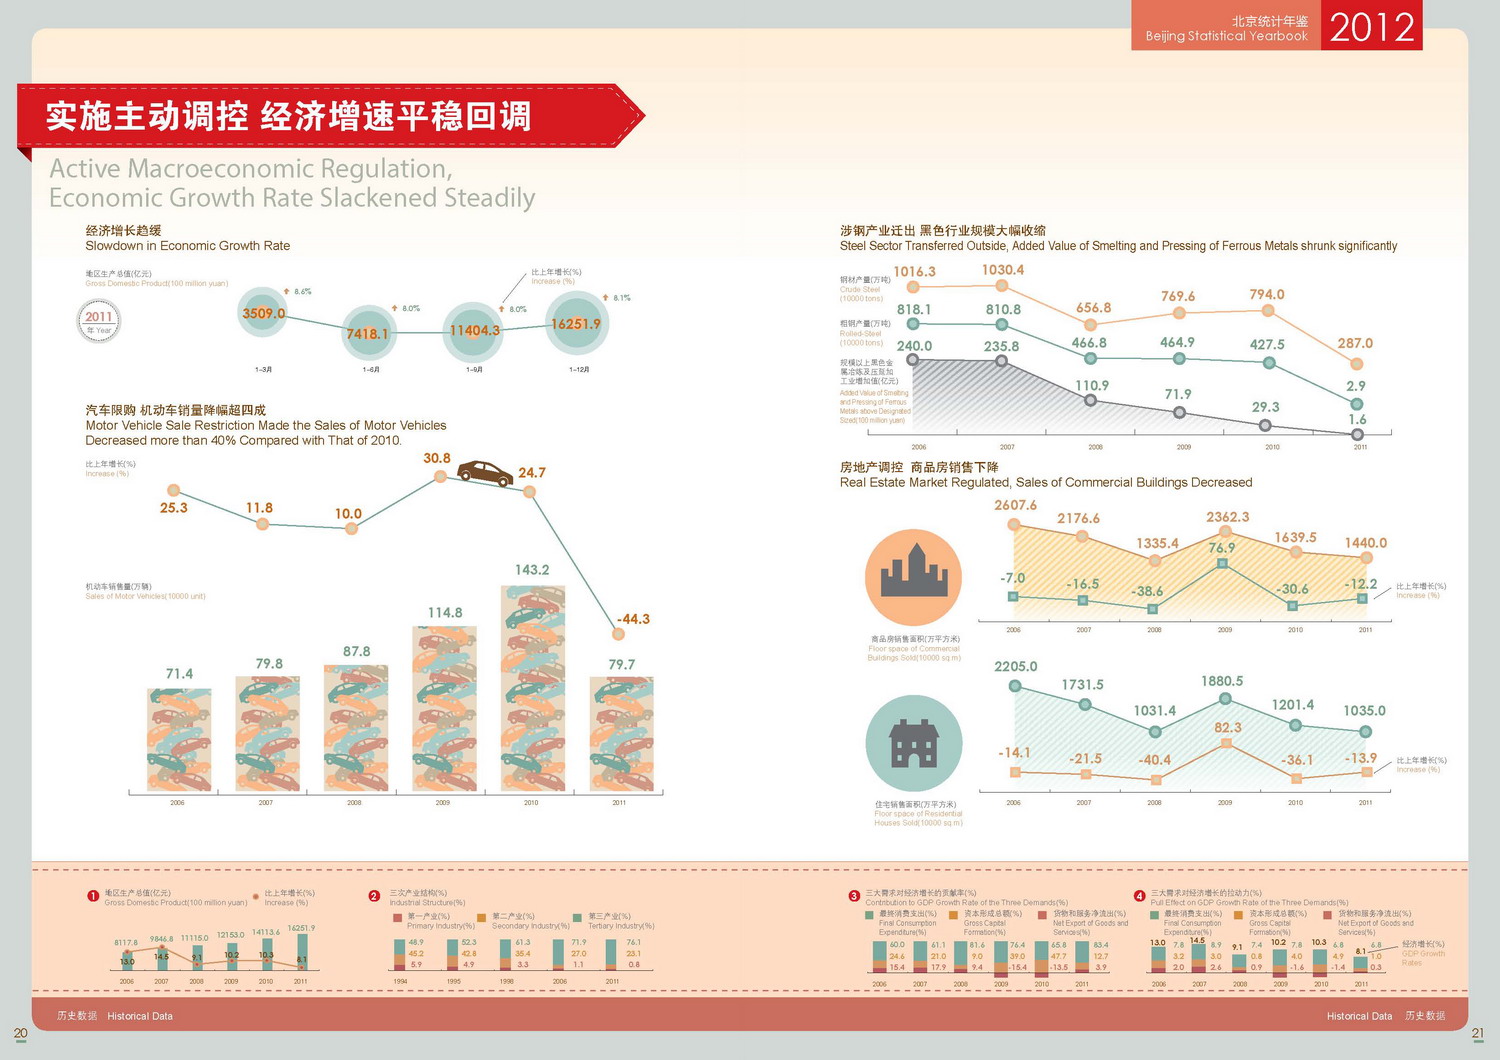 北京统计年鉴
Beijing Statistical Yearbook
2012
实施主动调控 经济增速平稳回调
Active Macroeconomic Regulation,
Economic Growth Rate Slackened Steadily
经济增长趋缓
Slowdown in Economic Growth Rate
地区生产总值(亿元)
Gross Domestic Product(100 million yuan)
比上年增长(%)
Increase (%)
2011
年 Year
8.6%
8.0%
8.0%
8.1%
3509.0
7418.1
11404.3
16251.9
1-3月
1-6月
1-9月
1-12月
汽车限购 机动车销量降幅超四成
Motor Vehicle Sale Restriction Made the Sales of Motor Vehicles
Decreased more than 40% Compared with That of 2010.
比上年增长(%)
Increase (%)
25.3
11.8
10.0
30.8
24.7
-44.3
机动车销售量(万辆)
Sales of Motor Vehicles(10000 unit)
71.4
79.8
87.8
114.8
143.2
79.7
2006
2007
2008
2009
2010
2011
涉钢产业迁出 黑色行业规模大幅收缩
Steel Sector Transferred Outside, Added Value of Smelting and Pressing of Ferrous Metals shrunk significantly
钢材产量(万吨)
Crude Steel
(10000 tons)
1016.3
1030.4
656.8
769.6
794.0
287.0
粗钢产量(万吨)
Rolled-Steel
(10000 tons)
818.1
810.8
466.8
464.9
427.5
2.9
规模以上黑色金
属冶炼及压延加
工业增加值(亿元)
Added Value of Smelting
and Pressing of Ferrous
Metals above Designated
Sized(100 million yuan)
240.0
235.8
110.9
71.9
29.3
1.6
2006
2007
2008
2009
2010
2011
房地产调控 商品房销售下降
Real Estate Market Regulated, Sales of Commercial Buildings Decreased
2607.6
2176.6
1335.4
2362.3
1639.5
1440.0
-7.0
-16.5
-38.6
76.9
-30.6
-12.2
比上年增长(%)
Increase (%)
2006
2007
2008
2009
2010
2011
商品房销售面积(万平方米)
Floor space of Commercial
Buildings Sold(10000 sq.m)
2205.0
1731.5
1031.4
1880.5
1201.4
1035.0
-14.1
-21.5
-40.4
82.3
-36.1
-13.9
比上年增长(%)
Increase (%)
2006
2007
2008
2009
2010
2011
住宅销售面积(万平方米)
Floor space of Residential
Houses Sold(10000 sq.m)
1
地区生产总值(亿元)
Gross Domestic Product(100 million yuan)
比上年增长(%)
Increase (%)
8117.8
9846.8
11115.0
12153.0
14113.6
16251.9
13.0
14.5
9.1
10.2
10.3
8.1
2006
2007
2008
2009
2010
2011
2
三次产业结构(%)
Industrial Structure(%)
第一产业(%)
Primary Industry(%)
第二产业(%)
Secondary Industry(%)
第三产业(%)
Tertiary Industry(%)
48.9 52.3 61.3 71.9 76.1
45.2 42.8 35.4 27.0 23.1
5.9 4.9 3.3 1.1 0.8
1994 1995 1998 2006 2011
3
三大需求对经济增长的贡献率(%)
Contribution to GDP Growth Rate of the Three Demands(%)
最终消费支出(%)
Final Consumption
Expenditure(%)
资本形成总额(%)
Gross Capital
Formation(%)
货物和服务净流出(%)
Net Export of Goods and
Services(%)
60.0 61.1 81.6 76.4 65.8 83.4
24.6 21.0 9.0 39.0 47.7 12.7
15.4 17.9 9.4 -15.4 -13.5 3.9
2006 2007 2008 2009 2010 2011
4
三大需求对经济增长的拉动力(%)
Pull Effect on GDP Growth Rate of the Three Demands(%)
最终消费支出(%)
Final Consumption
Expenditure(%)
资本形成总额(%)
Gross Capital
Formation(%)
货物和服务净流出(%)
Net Export of Goods and
Services(%)
13.0 14.5 9.1 10.2 10.3 8.1
7.8 8.9 7.4 7.8 6.8 6.8
3.2 3.0 0.8 4.0 4.9 1.0
2.0 2.6 0.9 -1.6 -1.4 0.3
经济增长(%)
GDP Growth
Rates
2006 2007 2008 2009 2010 2011
历史数据 Historical Data
Historical Data 历史数据
20
21